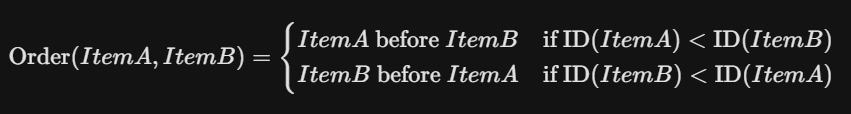 Order(ItemA, ItemB) = { ItemA before ItemB if ID(ItemA) < ID(ItemB)
ItemB before ItemA if ID(ItemB) < ID(ItemA)